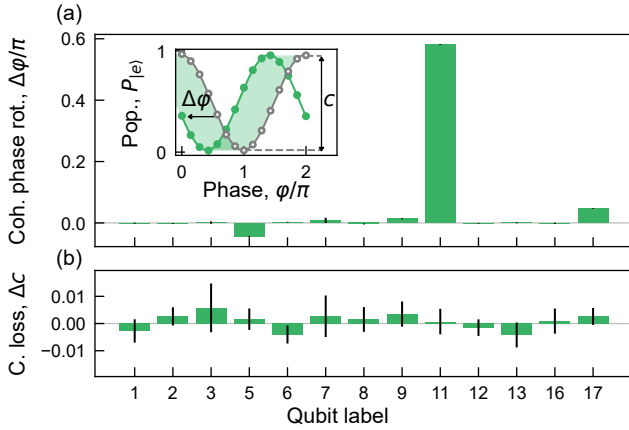 (a)
Coh. phase rot., Δφ/π
0.6
0.4
0.2
0.0
Pop., P|e⟩
1
0
Δφ
c
0
1
2
Phase, φ/π
(b)
C. loss, Δc
0.01
0.00
−0.01
1 2 3 5 6 7 8 9 11 12 13 16 17
Qubit label